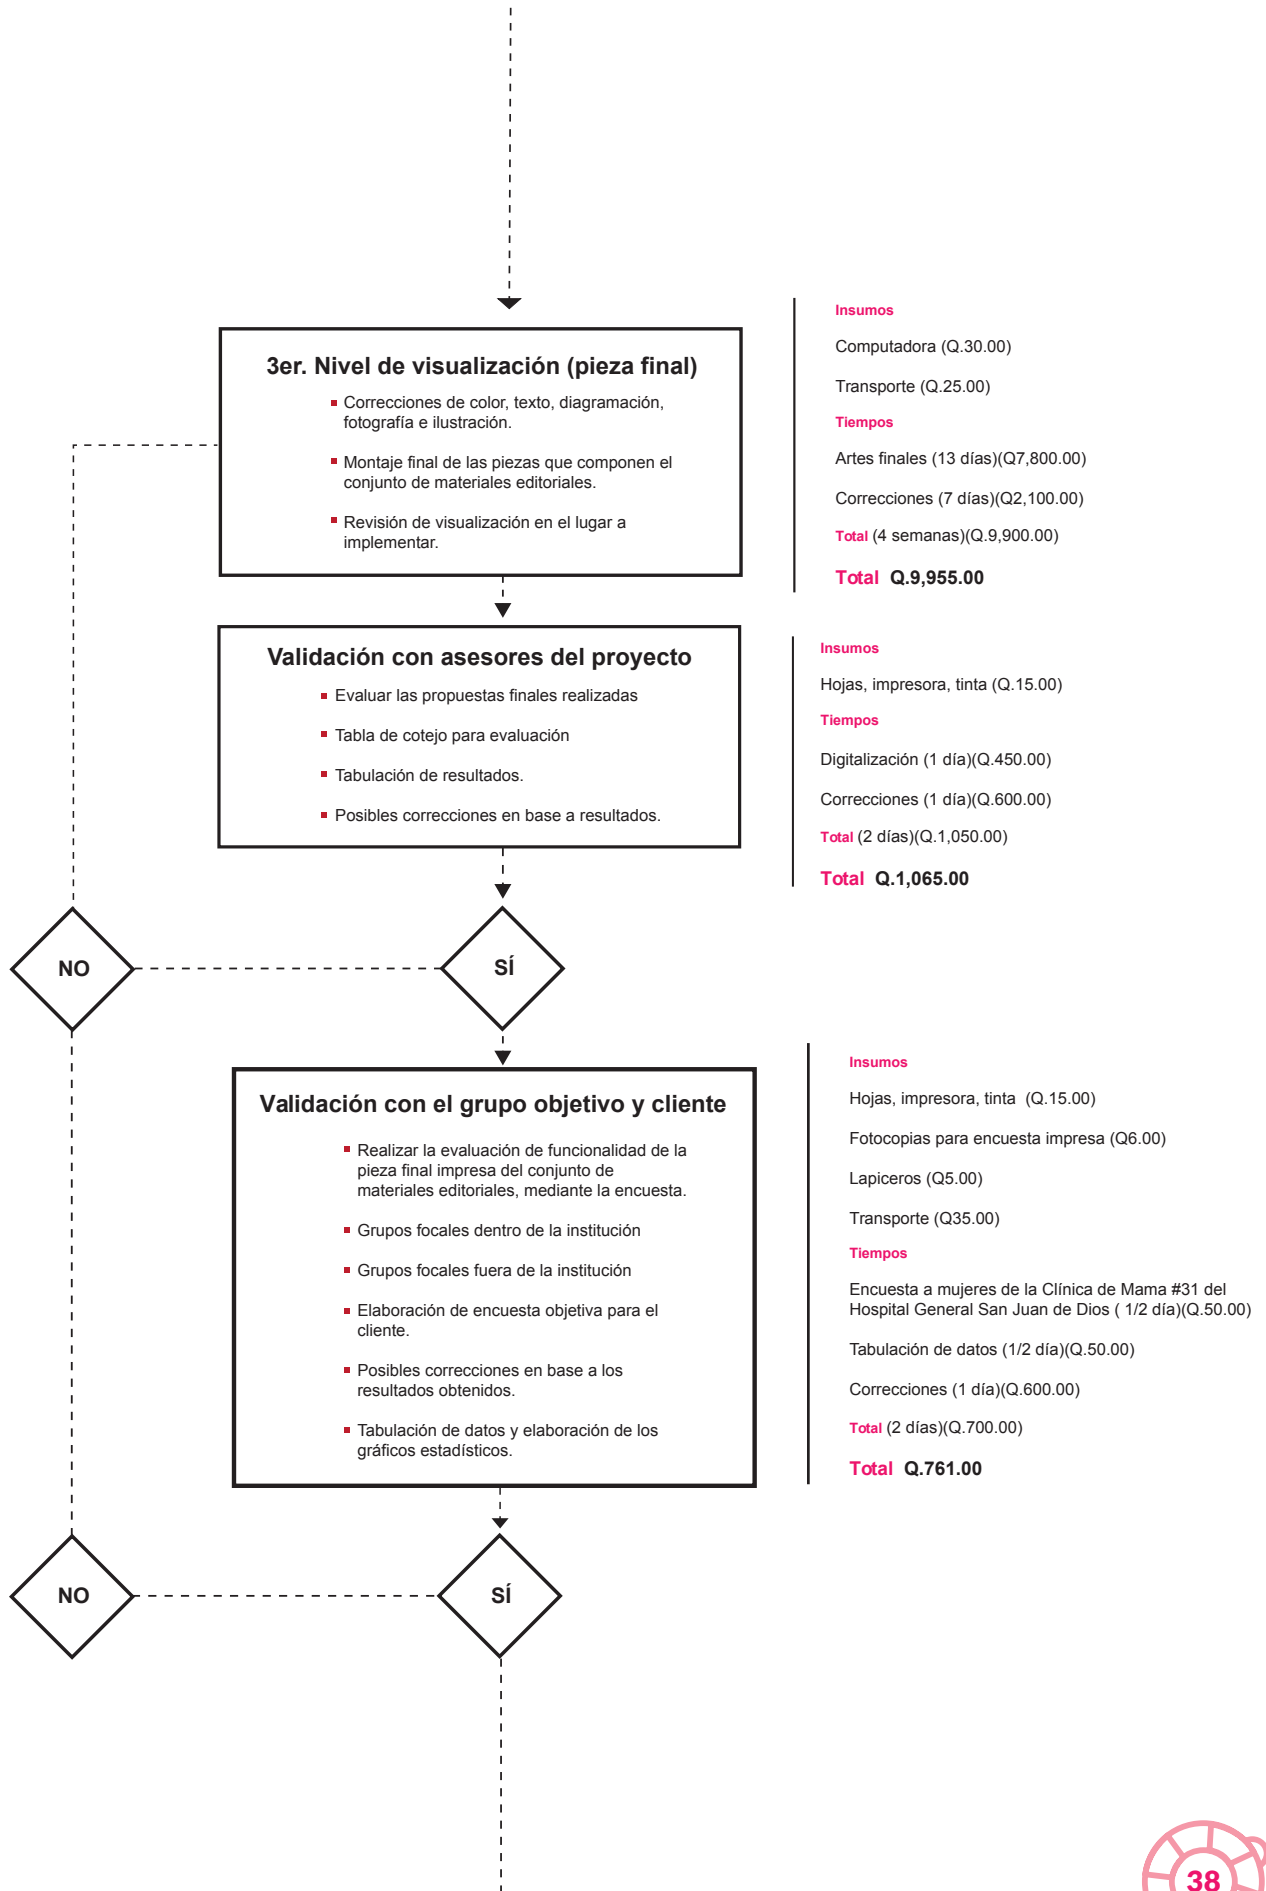 3er. Nivel de visualización (pieza final)
Correcciones de color, texto, diagramación,
fotografía e ilustración.
Montaje final de las piezas que componen el
conjunto de materiales editoriales.
Revisión de visualización en el lugar a
implementar.
Insumos
Computadora (Q.30.00)
Transporte (Q.25.00)
Tiempos
Artes finales (13 días)(Q7,800.00)
Correcciones (7 días)(Q2,100.00)
Total (4 semanas)(Q.9,900.00)
Total Q.9,955.00
Validación con asesores del proyecto
Evaluar las propuestas finales realizadas
Tabla de cotejo para evaluación
Tabulación de resultados.
Posibles correcciones en base a resultados.
Insumos
Hojas, impresora, tinta (Q.15.00)
Tiempos
Digitalización (1 día)(Q.450.00)
Correcciones (1 día)(Q.600.00)
Total (2 días)(Q.1,050.00)
Total Q.1,065.00
NO
SÍ
Validación con el grupo objetivo y cliente
Realizar la evaluación de funcionalidad de la
pieza final impresa del conjunto de
materiales editoriales, mediante la encuesta.
Grupos focales dentro de la institución
Grupos focales fuera de la institución
Elaboración de encuesta objetiva para el
cliente.
Posibles correcciones en base a los
resultados obtenidos.
Tabulación de datos y elaboración de los
gráficos estadísticos.
Insumos
Hojas, impresora, tinta (Q.15.00)
Fotocopias para encuesta impresa (Q6.00)
Lapiceros (Q5.00)
Transporte (Q35.00)
Tiempos
Encuesta a mujeres de la Clínica de Mama #31 del
Hospital General San Juan de Dios ( 1/2 día)(Q.50.00)
Tabulación de datos (1/2 día)(Q.50.00)
Correcciones (1 día)(Q.600.00)
Total (2 días)(Q.700.00)
Total Q.761.00
NO
SÍ
38